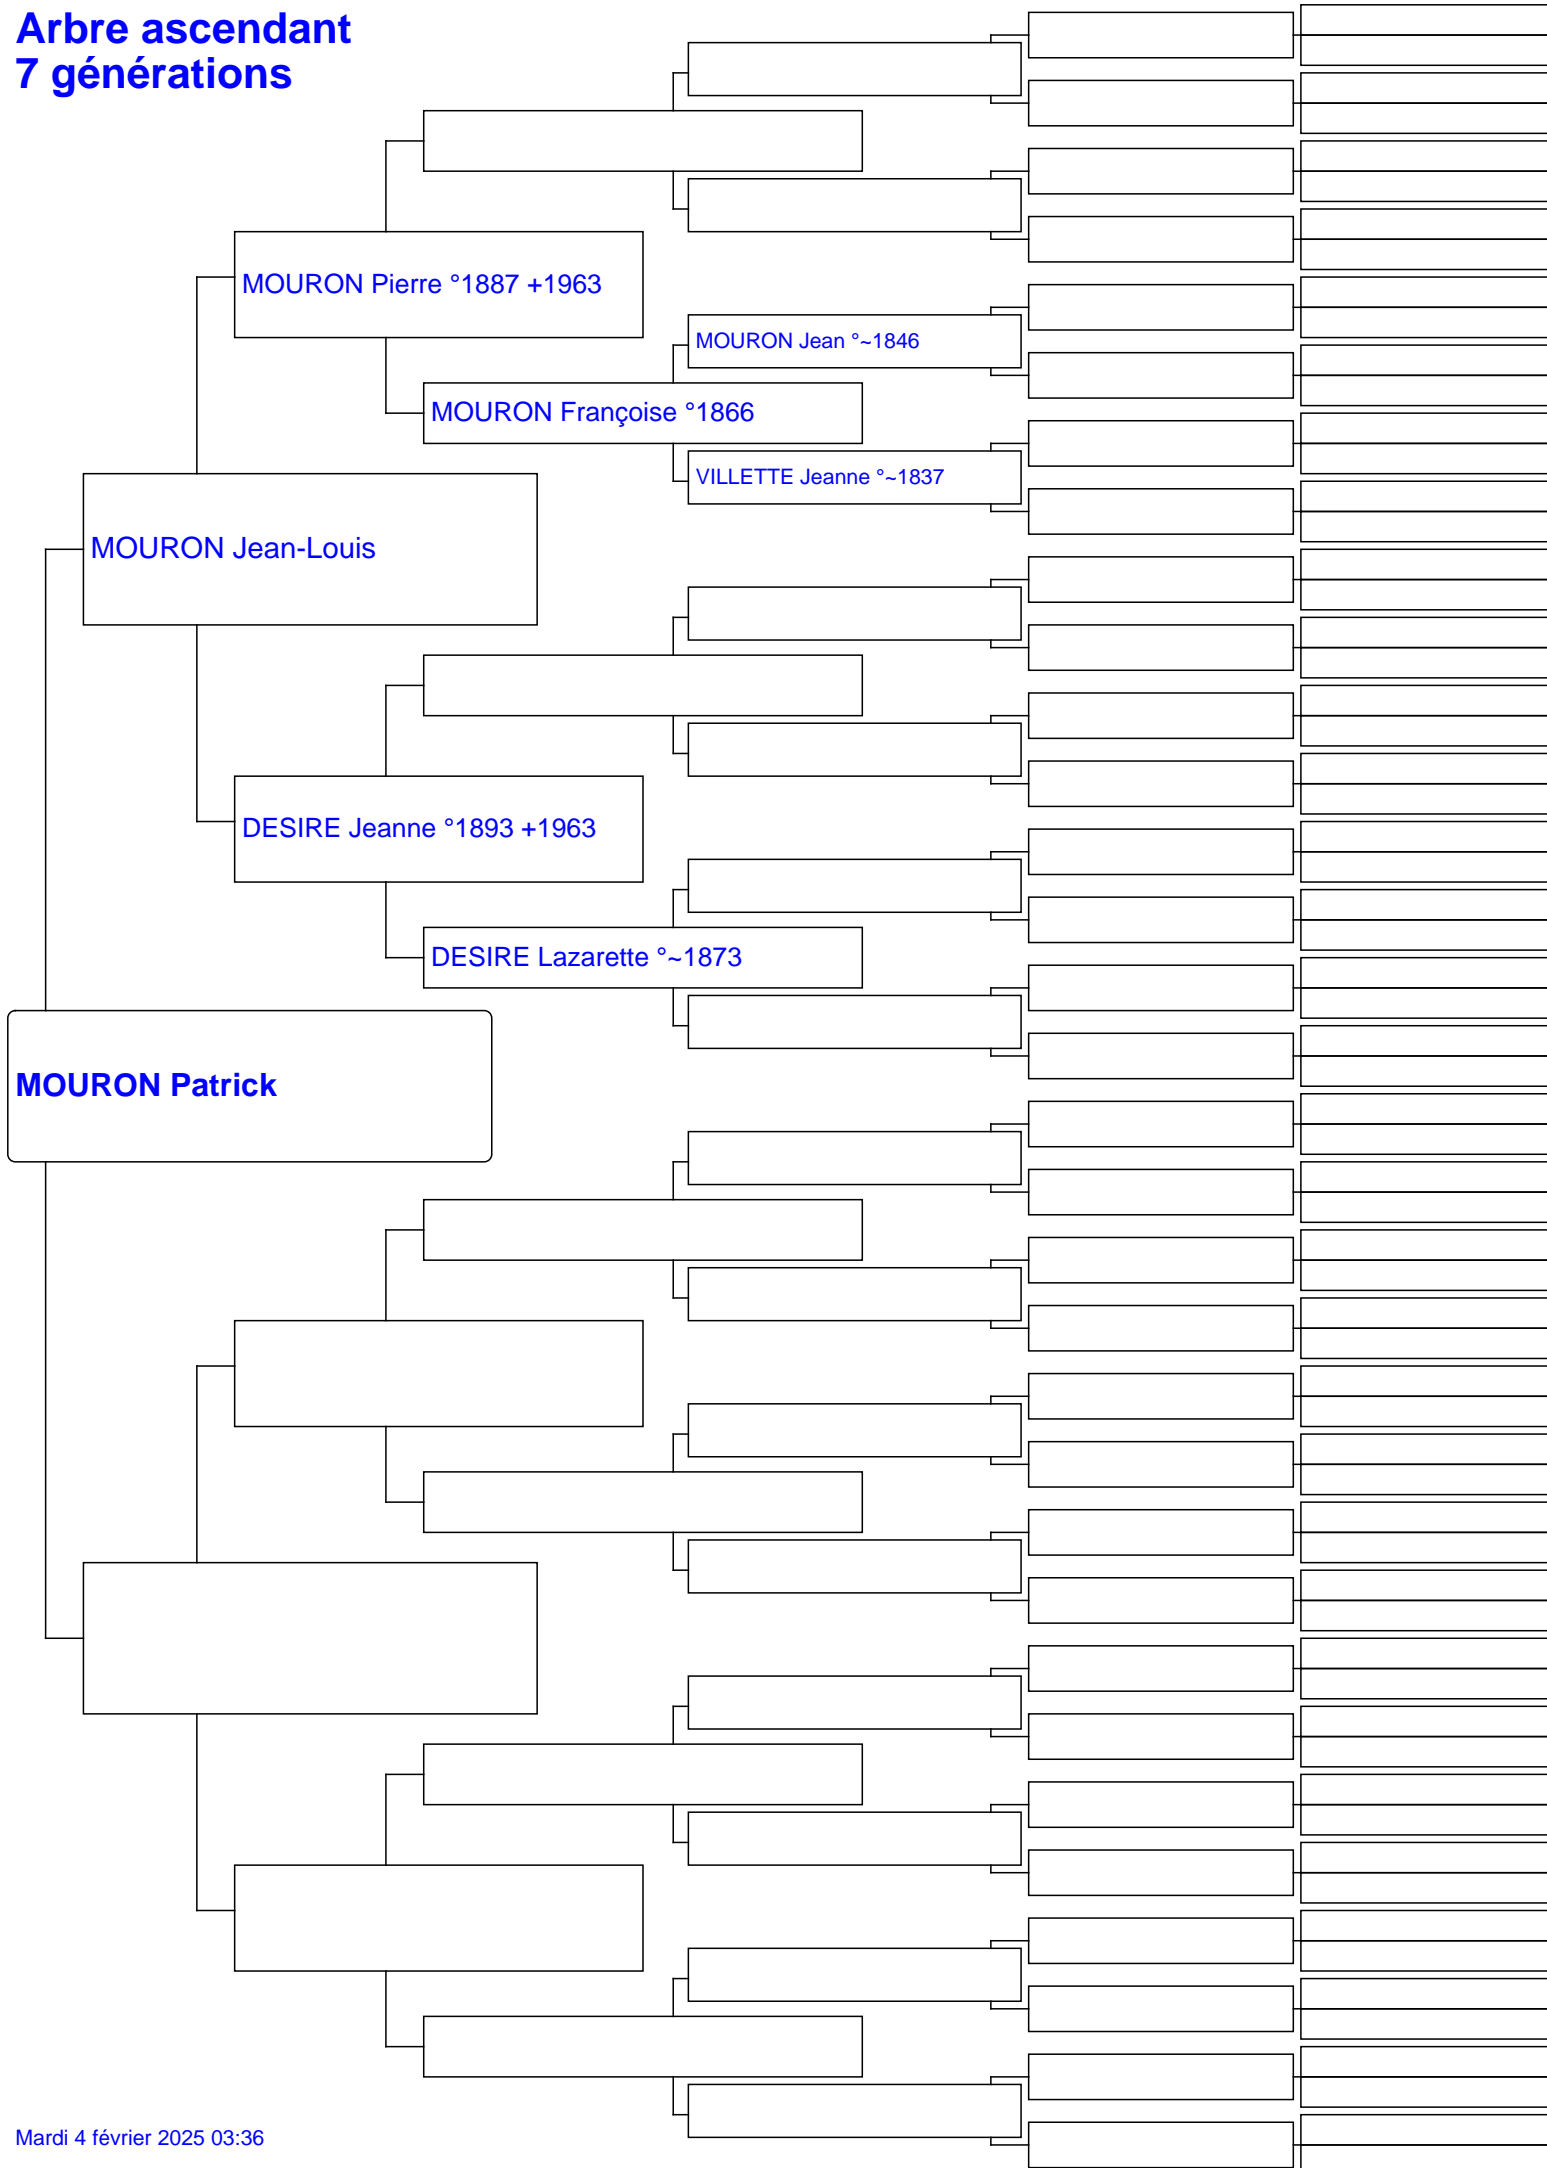 Arbre ascendant
7 générations
MOURON Pierre °1887 +1963
MOURON Jean °~1846
MOURON Françoise °1866
VILLETTE Jeanne °~1837
MOURON Jean-Louis
DESIRE Jeanne °1893 +1963
DESIRE Lazarette °~1873
MOURON Patrick
Mardi 4 février 2025 03:36